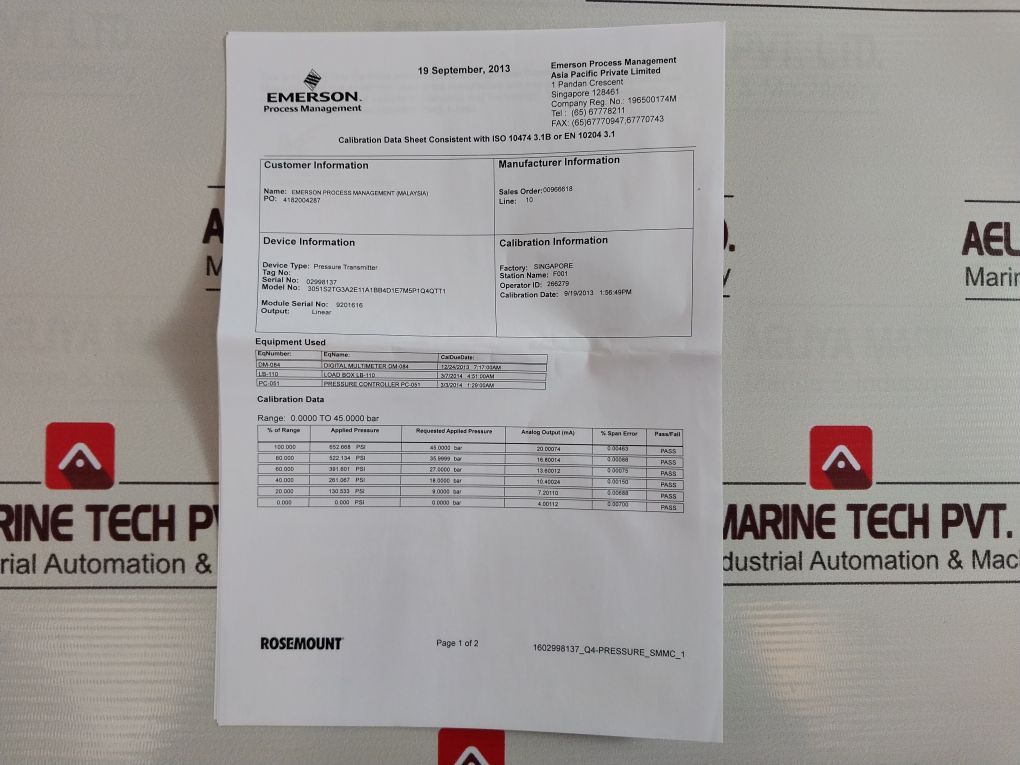 19 September, 2013
EMERSON.
Process Management
Emerson Process Management
Asia Pacific Private Limited
1 Pandan Crescent
Singapore 128461
Company Reg. No.: 196500174M
Tel : (65) 67778211
FAX: (65)67770947,67770743
Calibration Data Sheet Consistent with ISO 10474 3.1B or EN 10204 3.1
Customer Information
Name: EMERSON PROCESS MANAGEMENT (MALAYSIA)
PO: 4182004287
Manufacturer Information
Sales Order:00966618
Line: 10
Device Information
Device Type: Pressure Transmitter
Tag No:
Serial No: 02998137
Model No: 3051S2TG3A2E11A1BB4D1E7M5P1Q4QTT1
Module Serial No: 9201616
Output: Linear
Calibration Information
Factory: SINGAPORE
Station Name: F001
Operator ID: 266279
Calibration Date: 9/19/2013 1:56:49PM
Equipment Used
EqNumber: EqName: CalDueDate:
DM-084 DIGITAL MULTIMETER DM-084 12/24/2013 7:17:00AM
LB-110 LOAD BOX LB-110 3/7/2014 4:51:00AM
PC-051 PRESSURE CONTROLLER PC-051 3/3/2014 1:29:00AM
Calibration Data
Range: 0.0000 TO 45.0000 bar
% of Range Applied Pressure Requested Applied Pressure Analog Output (mA) % Span Error Pass/Fail
100.000 652.668 PSI 45.0000 bar 20.00074 0.00463 PASS
80.000 522.134 PSI 35.9999 bar 16.80014 0.00088 PASS
60.000 391.601 PSI 27.0000 bar 13.60012 0.00075 PASS
40.000 261.067 PSI 18.0000 bar 10.40024 0.00150 PASS
20.000 130.533 PSI 9.0000 bar 7.20110 0.00688 PASS
0.000 0.000 PSI 0.0000 bar 4.00112 0.00700 PASS
ROSEMOUNT
Page 1 of 2
1602998137_Q4-PRESSURE_SMMC_1
AEL
Marin
RINE TECH PV
rial Automation &
MARINE TECH PVT.
dustrial Automation & Mac